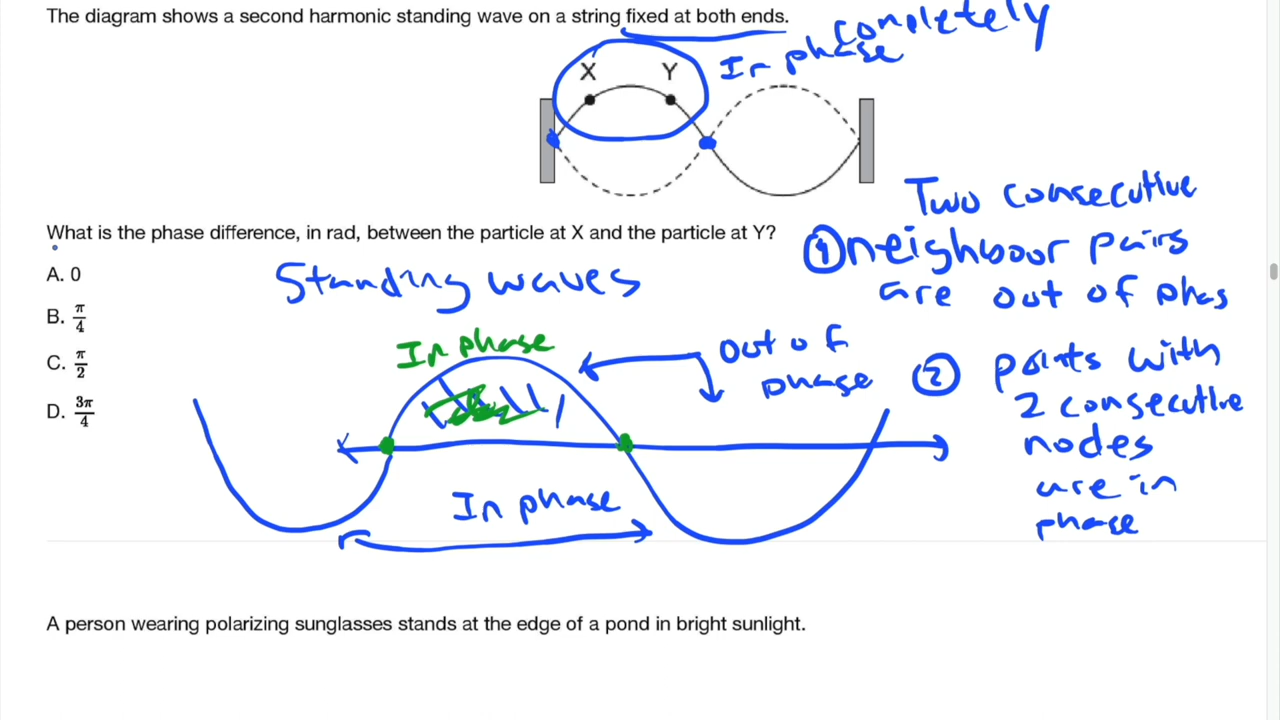 The diagram shows a second harmonic standing wave on a string fixed at both ends.
completely
In phase
X Y
Two consecutive
① neighbour pairs
are out of phas
What is the phase difference, in rad, between the particle at X and the particle at Y?
A. 0
B. π/4
C. π/2
D. 3π/4
Standing waves
In phase
out of
phase
② points with
2 consecutive
nodes
are in
phase
In phase
A person wearing polarizing sunglasses stands at the edge of a pond in bright sunlight.